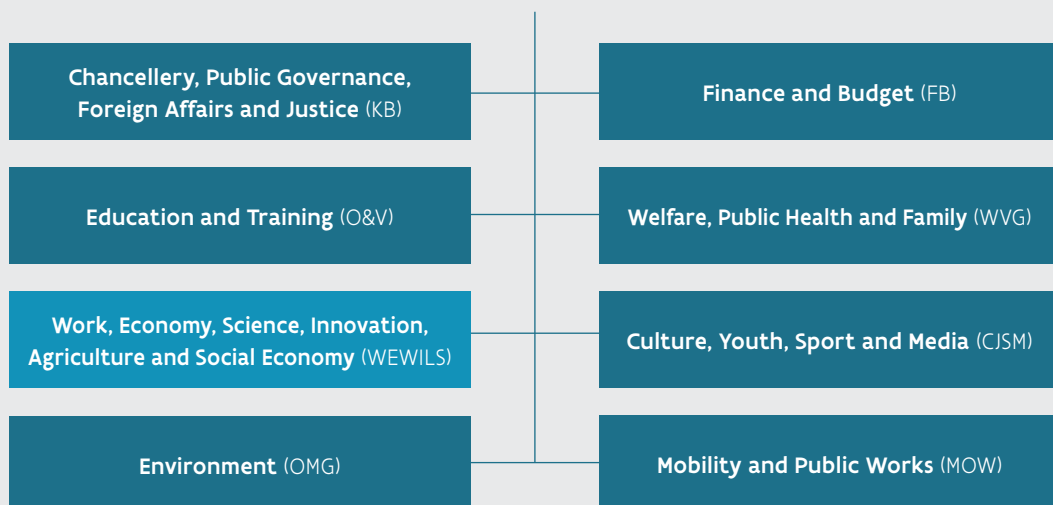 Chancellery, Public Governance,
Foreign Affairs and Justice (KB)
Finance and Budget (FB)
Education and Training (O&V)
Welfare, Public Health and Family (WVG)
Work, Economy, Science, Innovation,
Agriculture and Social Economy (WEWILS)
Culture, Youth, Sport and Media (CJSM)
Environment (OMG)
Mobility and Public Works (MOW)